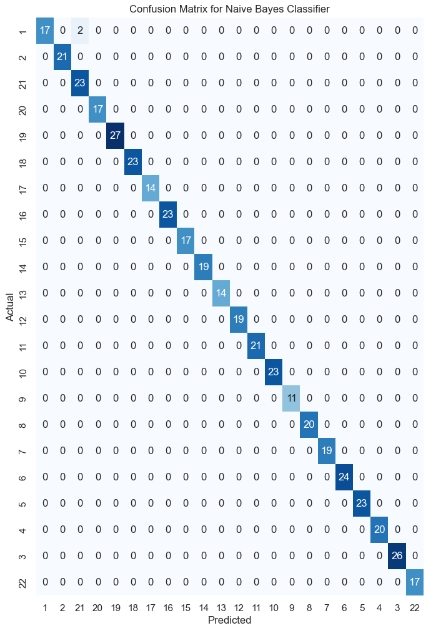 Confusion Matrix for Naive Bayes Classifier
1 17 0 2 0 0 0 0 0 0 0 0 0 0 0 0 0 0 0 0 0 0 0
2 0 21 0 0 0 0 0 0 0 0 0 0 0 0 0 0 0 0 0 0 0 0
21 0 0 23 0 0 0 0 0 0 0 0 0 0 0 0 0 0 0 0 0 0 0
20 0 0 0 17 0 0 0 0 0 0 0 0 0 0 0 0 0 0 0 0 0 0
19 0 0 0 0 27 0 0 0 0 0 0 0 0 0 0 0 0 0 0 0 0 0
18 0 0 0 0 0 23 0 0 0 0 0 0 0 0 0 0 0 0 0 0 0 0
17 0 0 0 0 0 0 14 0 0 0 0 0 0 0 0 0 0 0 0 0 0 0
16 0 0 0 0 0 0 0 23 0 0 0 0 0 0 0 0 0 0 0 0 0 0
15 0 0 0 0 0 0 0 0 17 0 0 0 0 0 0 0 0 0 0 0 0 0
14 0 0 0 0 0 0 0 0 0 19 0 0 0 0 0 0 0 0 0 0 0 0
13 0 0 0 0 0 0 0 0 0 0 14 0 0 0 0 0 0 0 0 0 0 0
12 0 0 0 0 0 0 0 0 0 0 0 19 0 0 0 0 0 0 0 0 0 0
Actual
11 0 0 0 0 0 0 0 0 0 0 0 0 21 0 0 0 0 0 0 0 0 0
10 0 0 0 0 0 0 0 0 0 0 0 0 0 23 0 0 0 0 0 0 0 0
9 0 0 0 0 0 0 0 0 0 0 0 0 0 0 11 0 0 0 0 0 0 0
8 0 0 0 0 0 0 0 0 0 0 0 0 0 0 0 20 0 0 0 0 0 0
7 0 0 0 0 0 0 0 0 0 0 0 0 0 0 0 0 19 0 0 0 0 0
6 0 0 0 0 0 0 0 0 0 0 0 0 0 0 0 0 0 24 0 0 0 0
5 0 0 0 0 0 0 0 0 0 0 0 0 0 0 0 0 0 0 23 0 0 0
4 0 0 0 0 0 0 0 0 0 0 0 0 0 0 0 0 0 0 0 20 0 0
3 0 0 0 0 0 0 0 0 0 0 0 0 0 0 0 0 0 0 0 0 26 0
22 0 0 0 0 0 0 0 0 0 0 0 0 0 0 0 0 0 0 0 0 0 17
1 2 21 20 19 18 17 16 15 14 13 12 11 10 9 8 7 6 5 4 3 22
Predicted